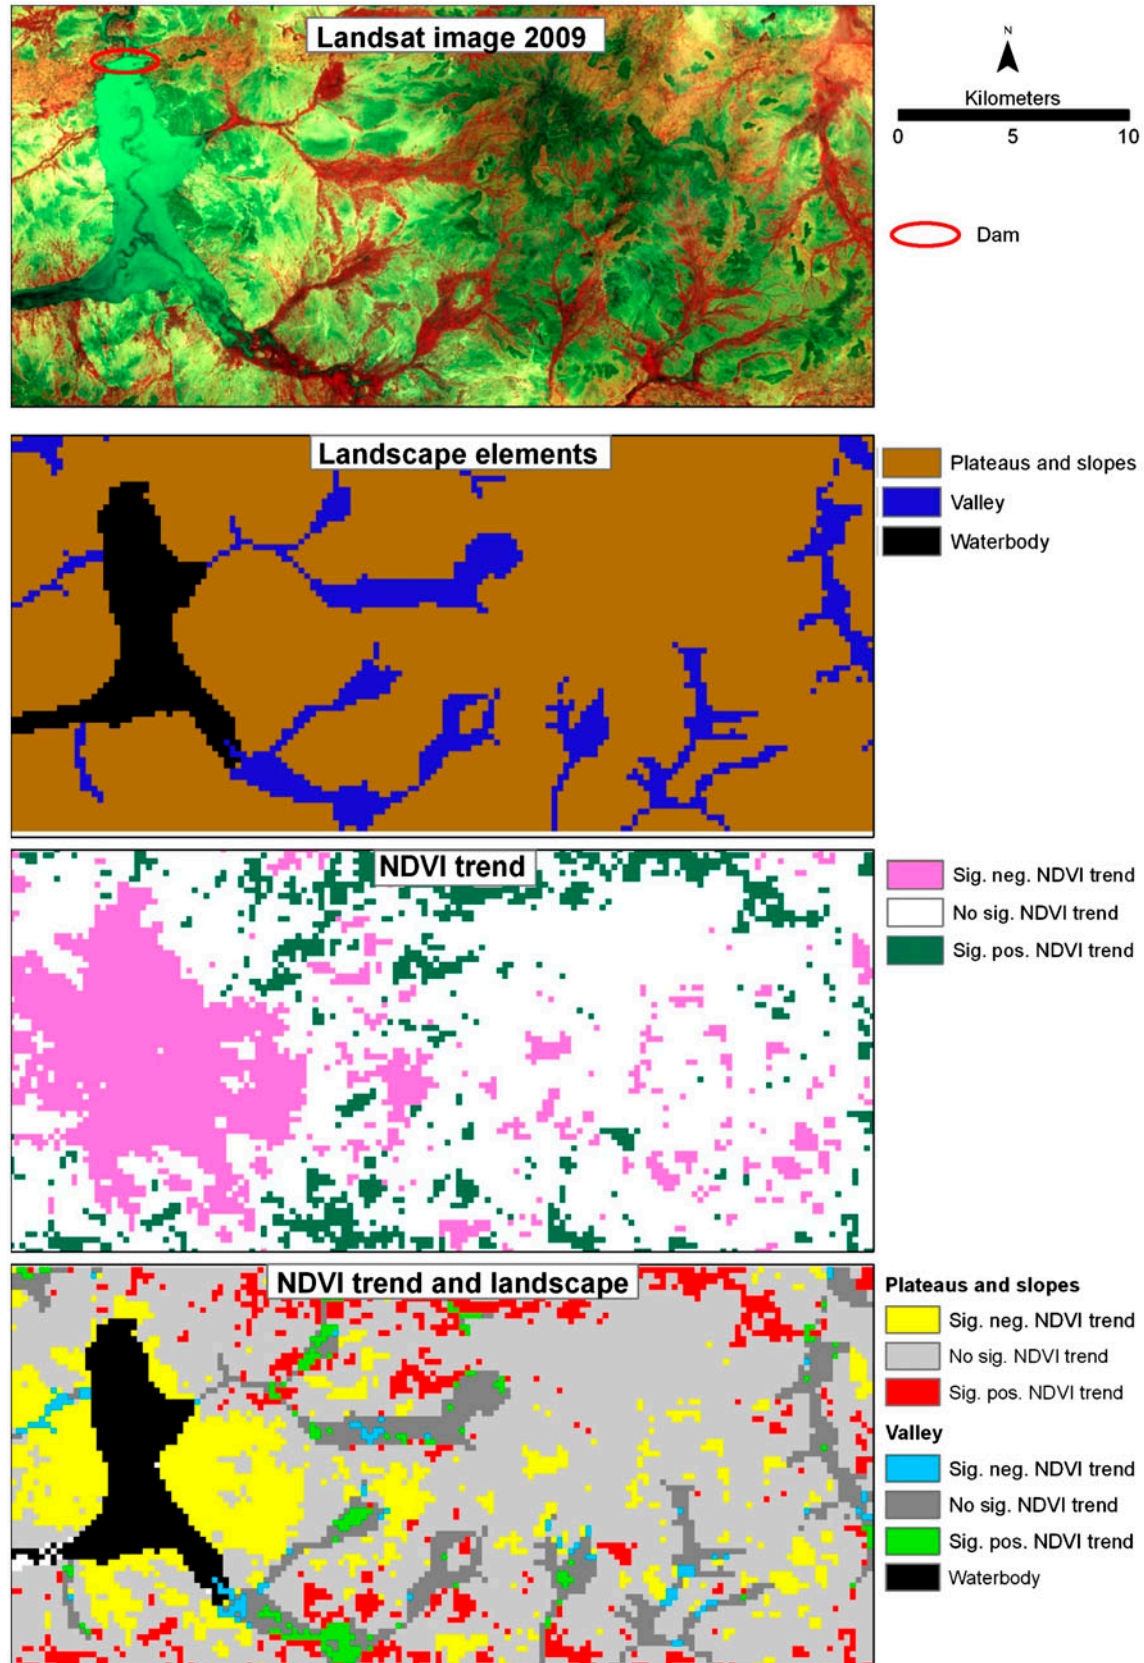 Landsat image 2009
N
Kilometers
0 5 10
Dam
Landscape elements
Plateaus and slopes
Valley
Waterbody
NDVI trend
Sig. neg. NDVI trend
No sig. NDVI trend
Sig. pos. NDVI trend
NDVI trend and landscape
Plateaus and slopes
Sig. neg. NDVI trend
No sig. NDVI trend
Sig. pos. NDVI trend
Valley
Sig. neg. NDVI trend
No sig. NDVI trend
Sig. pos. NDVI trend
Waterbody